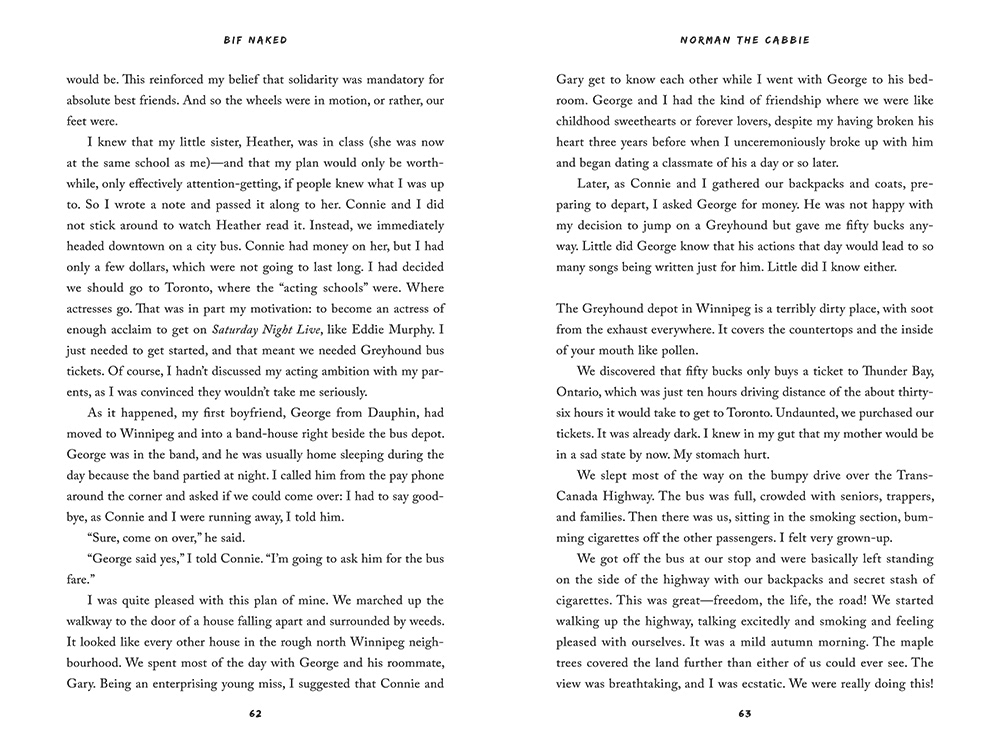 BIF NAKED
would be. This reinforced my belief that solidarity was mandatory for
absolute best friends. And so the wheels were in motion, or rather, our
feet were.
I knew that my little sister, Heather, was in class (she was now
at the same school as me)—and that my plan would only be worth-
while, only effectively attention-getting, if people knew what I was up
to. So I wrote a note and passed it along to her. Connie and I did
not stick around to watch Heather read it. Instead, we immediately
headed downtown on a city bus. Connie had money on her, but I had
only a few dollars, which were not going to last long. I had decided
we should go to Toronto, where the “acting schools” were. Where
actresses go. That was in part my motivation: to become an actress of
enough acclaim to get on Saturday Night Live, like Eddie Murphy. I
just needed to get started, and that meant we needed Greyhound bus
tickets. Of course, I hadn’t discussed my acting ambition with my par-
ents, as I was convinced they wouldn’t take me seriously.
As it happened, my first boyfriend, George from Dauphin, had
moved to Winnipeg and into a band-house right beside the bus depot.
George was in the band, and he was usually home sleeping during the
day because the band partied at night. I called him from the pay phone
around the corner and asked if we could come over: I had to say good-
bye, as Connie and I were running away, I told him.
“Sure, come on over,” he said.
“George said yes,” I told Connie. “I’m going to ask him for the bus
fare.”
I was quite pleased with this plan of mine. We marched up the
walkway to the door of a house falling apart and surrounded by weeds.
It looked like every other house in the rough north Winnipeg neigh-
bourhood. We spent most of the day with George and his roommate,
Gary. Being an enterprising young miss, I suggested that Connie and
62
NORMAN THE CABBIE
Gary get to know each other while I went with George to his bed-
room. George and I had the kind of friendship where we were like
childhood sweethearts or forever lovers, despite my having broken his
heart three years before when I unceremoniously broke up with him
and began dating a classmate of his a day or so later.
Later, as Connie and I gathered our backpacks and coats, pre-
paring to depart, I asked George for money. He was not happy with
my decision to jump on a Greyhound but gave me fifty bucks any-
way. Little did George know that his actions that day would lead to so
many songs being written just for him. Little did I know either.
The Greyhound depot in Winnipeg is a terribly dirty place, with soot
from the exhaust everywhere. It covers the countertops and the inside
of your mouth like pollen.
We discovered that fifty bucks only buys a ticket to Thunder Bay,
Ontario, which was just ten hours driving distance of the about thirty-
six hours it would take to get to Toronto. Undaunted, we purchased our
tickets. It was already dark. I knew in my gut that my mother would be
in a sad state by now. My stomach hurt.
We slept most of the way on the bumpy drive over the Trans-
Canada Highway. The bus was full, crowded with seniors, trappers,
and families. Then there was us, sitting in the smoking section, bum-
ming cigarettes off the other passengers. I felt very grown-up.
We got off the bus at our stop and were basically left standing
on the side of the highway with our backpacks and secret stash of
cigarettes. This was great—freedom, the life, the road! We started
walking up the highway, talking excitedly and smoking and feeling
pleased with ourselves. It was a mild autumn morning. The maple
trees covered the land further than either of us could ever see. The
view was breathtaking, and I was ecstatic. We were really doing this!
63